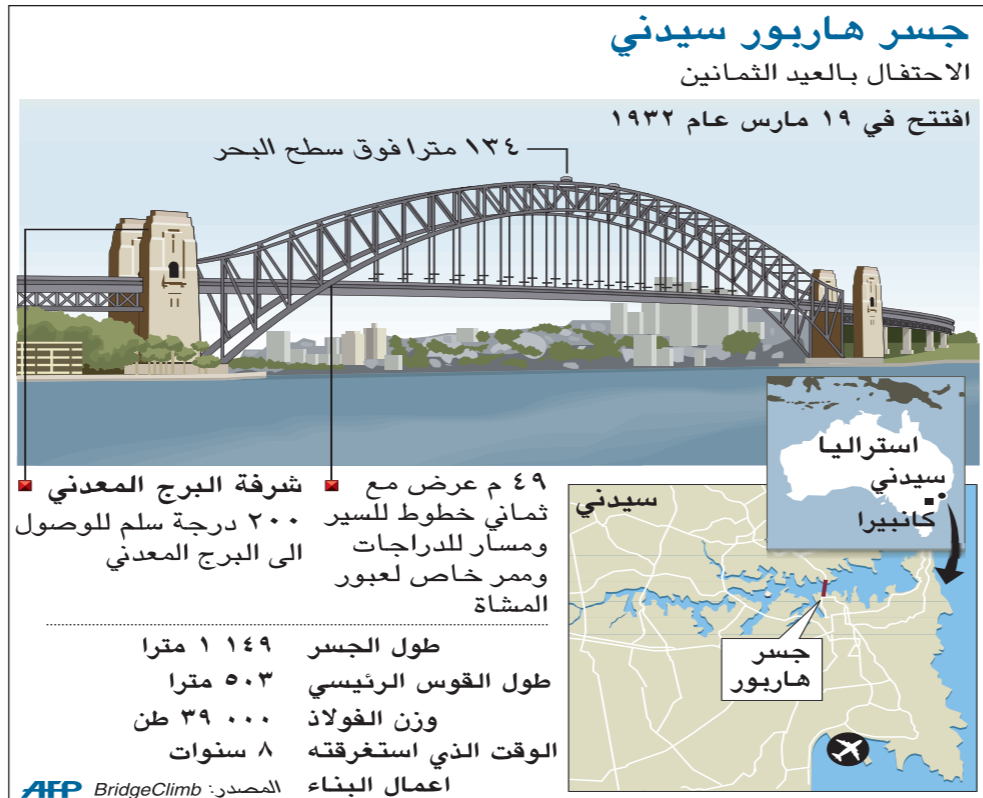 جسر هاربور سيدني
الاحتفال بالعيد الثمانين
افتتح في ١٩ مارس عام ١٩٣٢
١٣٤ مترا فوق سطح البحر
استراليا
سيدني
كانبيرا
سيدني
جسر
هاربور
٤٩ م عرض مع
ثماني خطوط للسير
ومسار للدراجات
وممر خاص لعبور
المشاة
شرفة البرج المعدني
٢٠٠ درجة سلم للوصول
الى البرج المعدني
طول الجسر ١٤٩ ١ مترا
طول القوس الرئيسي ٥٠٣ مترا
وزن الفولاذ ٠٠٠ ٣٩ طن
الوقت الذي استغرقته ٨ سنوات
اعمال البناء
المصدر: BridgeClimb AFP